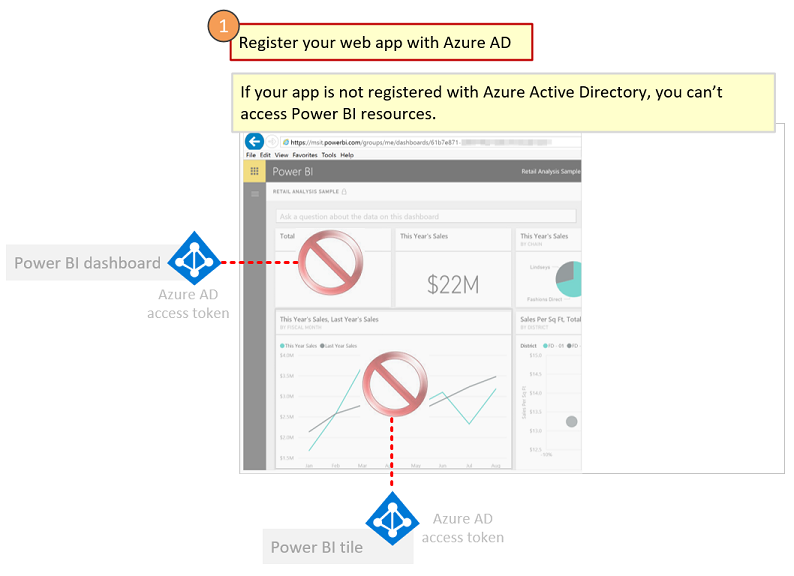 1
Register your web app with Azure AD
If your app is not registered with Azure Active Directory, you can't
access Power BI resources.
https://msit.powerbi.com/groups/me/dashboards/61b7e871-
File Edit View Favorites Tools Help
Power BI
Retail Analysis Sample
RETAIL ANALYSIS SAMPLE
Ask a question about the data on this dashboard
Total
This Year's Sales
$22M
This Year's Sales
BY CHAIN
Lindseys
Fashions Direct
Power BI dashboard
Azure AD
access token
This Year's Sales, Last Year's Sales
BY FISCAL MONTH
This Year Sales Last Year Sales
$4.0M
$3.5M
$3.0M
$2.5M
$2.0M
$1.5M
Jan Feb Mar Apr May Jun Jul Aug
Sales Per Sq Ft, Total
BY DISTRICT
District FD - 01 FD -
Sales Per Sq Ft
Power BI tile
Azure AD
access token